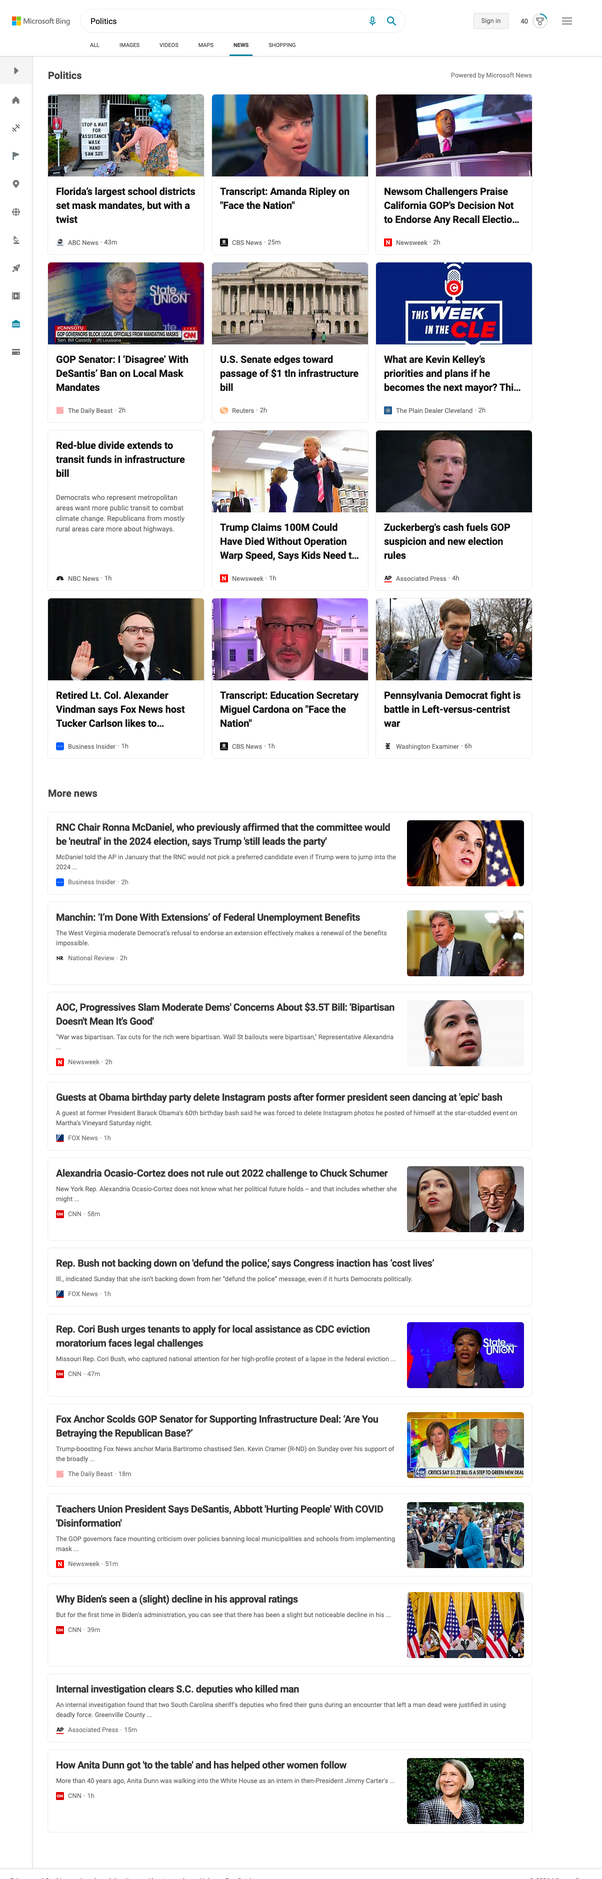 Microsoft Bing
Politics
Sign in
40
ALL
IMAGES
VIDEOS
MAPS
NEWS
SHOPPING
Politics
Powered by Microsoft News
STOP & WAIT
FOR
ASSISTANCE
MASK
HAND
SAN IZE
Florida's largest school districts
set mask mandates, but with a
twist
ABC News · 43m
Transcript: Amanda Ripley on
"Face the Nation"
CBS News · 25m
Newsom Challengers Praise
California GOP's Decision Not
to Endorse Any Recall Electio...
Newsweek · 2h
State
UNION
#CNNSOTU
GOP GOVERNORS BLOCK LOCAL OFFICIALS FROM MANDATING MASKS
Sen. Bill Cassidy (R) Louisiana
LIVE
CNN
GOP Senator: I 'Disagree' With
DeSantis' Ban on Local Mask
Mandates
The Daily Beast · 2h
U.S. Senate edges toward
passage of $1 tln infrastructure
bill
Reuters · 2h
THIS WEEK
IN THE CLE
What are Kevin Kelley's
priorities and plans if he
becomes the next mayor? Thi...
The Plain Dealer Cleveland · 2h
Red-blue divide extends to
transit funds in infrastructure
bill
Democrats who represent metropolitan
areas want more public transit to combat
climate change. Republicans from mostly
rural areas care more about highways.
NBC News · 1h
Trump Claims 100M Could
Have Died Without Operation
Warp Speed, Says Kids Need t...
Newsweek · 1h
Zuckerberg's cash fuels GOP
suspicion and new election
rules
AP Associated Press · 4h
Retired Lt. Col. Alexander
Vindman says Fox News host
Tucker Carlson likes to...
Business Insider · 1h
Transcript: Education Secretary
Miguel Cardona on "Face the
Nation"
CBS News · 1h
Pennsylvania Democrat fight is
battle in Left-versus-centrist
war
Washington Examiner · 6h
More news
RNC Chair Ronna McDaniel, who previously affirmed that the committee would
be 'neutral' in the 2024 election, says Trump 'still leads the party'
McDaniel told the AP in January that the RNC would not pick a preferred candidate even if Trump were to jump into the
2024 ...
Business Insider · 2h
Manchin: 'I'm Done With Extensions' of Federal Unemployment Benefits
The West Virginia moderate Democrat's refusal to endorse an extension effectively makes a renewal of the benefits
impossible.
NR National Review · 2h
AOC, Progressives Slam Moderate Dems' Concerns About $3.5T Bill: 'Bipartisan
Doesn't Mean It's Good'
"War was bipartisan. Tax cuts for the rich were bipartisan. Wall St bailouts were bipartisan," Representative Alexandria
...
Newsweek · 2h
Guests at Obama birthday party delete Instagram posts after former president seen dancing at 'epic' bash
A guest at former President Barack Obama's 60th birthday bash said he was forced to delete Instagram photos he posted of himself at the star-studded event on
Martha's Vineyard Saturday night.
FOX News · 1h
Alexandria Ocasio-Cortez does not rule out 2022 challenge to Chuck Schumer
New York Rep. Alexandria Ocasio-Cortez does not know what her political future holds – and that includes whether she
might ...
CNN · 58m
Rep. Bush not backing down on 'defund the police,' says Congress inaction has 'cost lives'
Ill., indicated Sunday that she isn't backing down from her "defund the police" message, even if it hurts Democrats politically.
FOX News · 1h
Rep. Cori Bush urges tenants to apply for local assistance as CDC eviction
moratorium faces legal challenges
Missouri Rep. Cori Bush, who captured national attention for her high-profile protest of a lapse in the federal eviction ...
CNN · 47m
State
UNION
Fox Anchor Scolds GOP Senator for Supporting Infrastructure Deal: 'Are You
Betraying the Republican Base?'
Trump-boosting Fox News anchor Maria Bartiromo chastised Sen. Kevin Cramer (R-ND) on Sunday over his support of
the broadly ...
The Daily Beast · 18m
CRITICS SAY $1.2T BILL IS A STEP TO GREEN NEW DEAL
Teachers Union President Says DeSantis, Abbott 'Hurting People' With COVID
'Disinformation'
The GOP governors face mounting criticism over policies banning local municipalities and schools from implementing
mask ...
Newsweek · 51m
Why Biden's seen a (slight) decline in his approval ratings
But for the first time in Biden's administration, you can see that there has been a slight but noticeable decline in his ...
CNN · 39m
Internal investigation clears S.C. deputies who killed man
An internal investigation found that two South Carolina sheriff's deputies who fired their guns during an encounter that left a man dead were justified in using
deadly force. Greenville County ...
AP Associated Press · 15m
How Anita Dunn got 'to the table' and has helped other women follow
More than 40 years ago, Anita Dunn was walking into the White House as an intern in then-President Jimmy Carter's ...
CNN · 1h